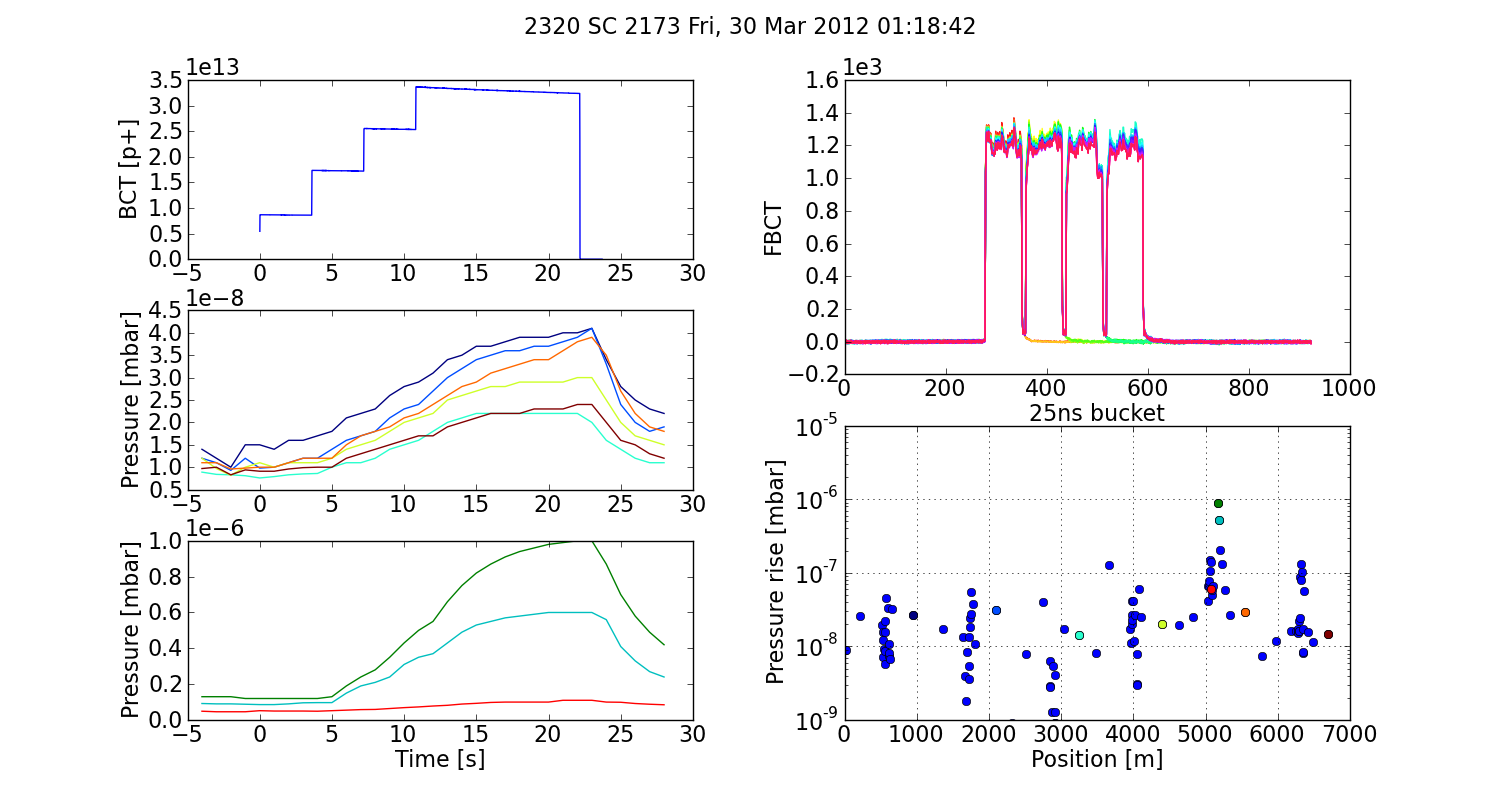 2320 SC 2173 Fri, 30 Mar 2012 01:18:42
1e13
BCT [p+]
3.5
3.0
2.5
2.0
1.5
1.0
0.5
0.0
−5 0 5 10 15 20 25 30
1e−8
Pressure [mbar]
4.5
4.0
3.5
3.0
2.5
2.0
1.5
1.0
0.5
−5 0 5 10 15 20 25 30
1e−6
Pressure [mbar]
1.0
0.8
0.6
0.4
0.2
0.0
−5 0 5 10 15 20 25 30
Time [s]
1e3
FBCT
1.6
1.4
1.2
1.0
0.8
0.6
0.4
0.2
0.0
−0.2
0 200 400 600 800 1000
25ns bucket
Pressure rise [mbar]
10^-5
10^-6
10^-7
10^-8
10^-9
0 1000 2000 3000 4000 5000 6000 7000
Position [m]